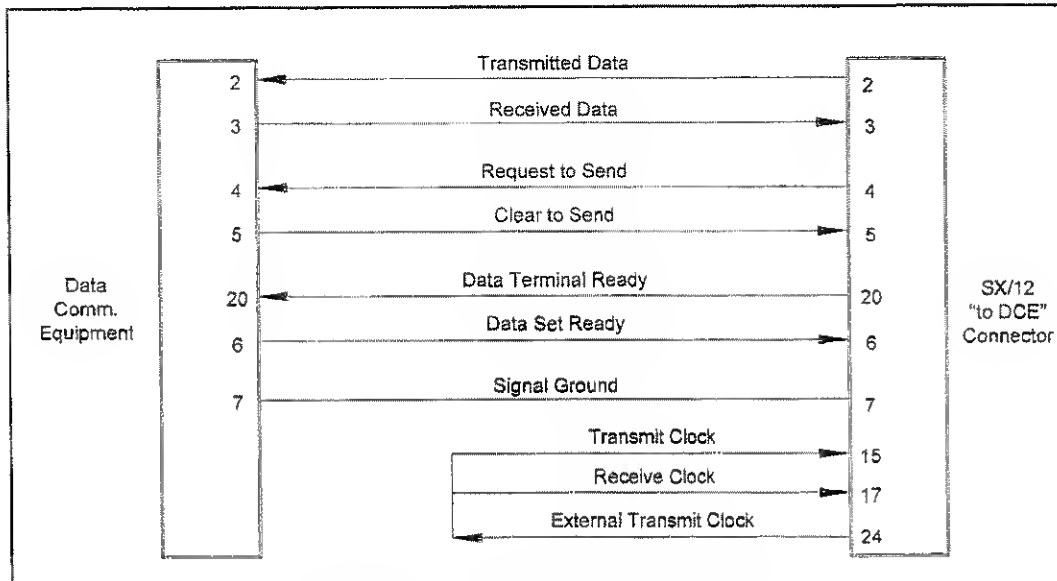 Transmitted Data
2 2
Received Data
3 3
Request to Send
4 4
Clear to Send
5 5
Data Terminal Ready
20 20
Data Comm. Equipment
SX/12 "to DCE" Connector
Data Set Ready
6 6
Signal Ground
7 7
Transmit Clock
15
Receive Clock
17
External Transmit Clock
24